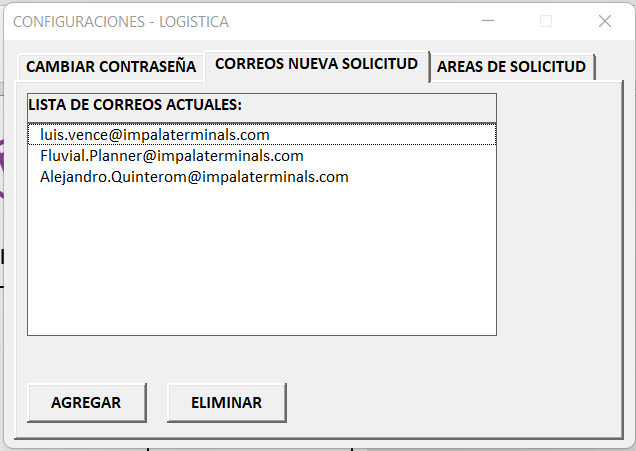 CONFIGURACIONES - LOGISTICA
CAMBIAR CONTRASEÑA CORREOS NUEVA SOLICITUD AREAS DE SOLICITUD
LISTA DE CORREOS ACTUALES:
luis.vence@impalaterminals.com
Fluvial.Planner@impalaterminals.com
Alejandro.Quinterom@impalaterminals.com
AGREGAR ELIMINAR